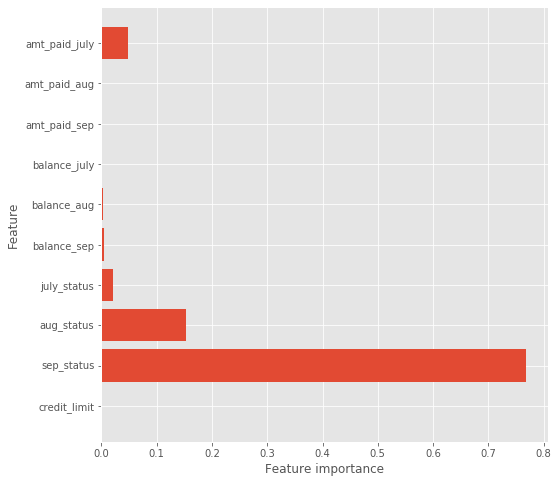 amt_paid_july
amt_paid_aug
amt_paid_sep
balance_july
balance_aug
balance_sep
july_status
aug_status
sep_status
credit_limit
Feature
0.0 0.1 0.2 0.3 0.4 0.5 0.6 0.7 0.8
Feature importance